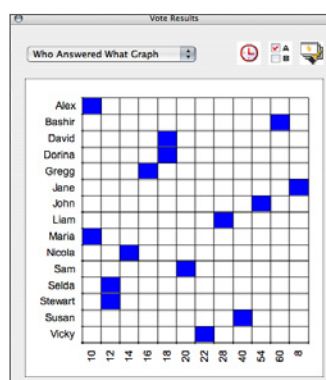 Vote Results
Who Answered What Graph
A
B
Alex
Bashir
David
Dorina
Gregg
Jane
John
Liam
Maria
Nicola
Sam
Selda
Stewart
Susan
Vicky
10 12 14 16 18 20 22 28 40 54 60 8